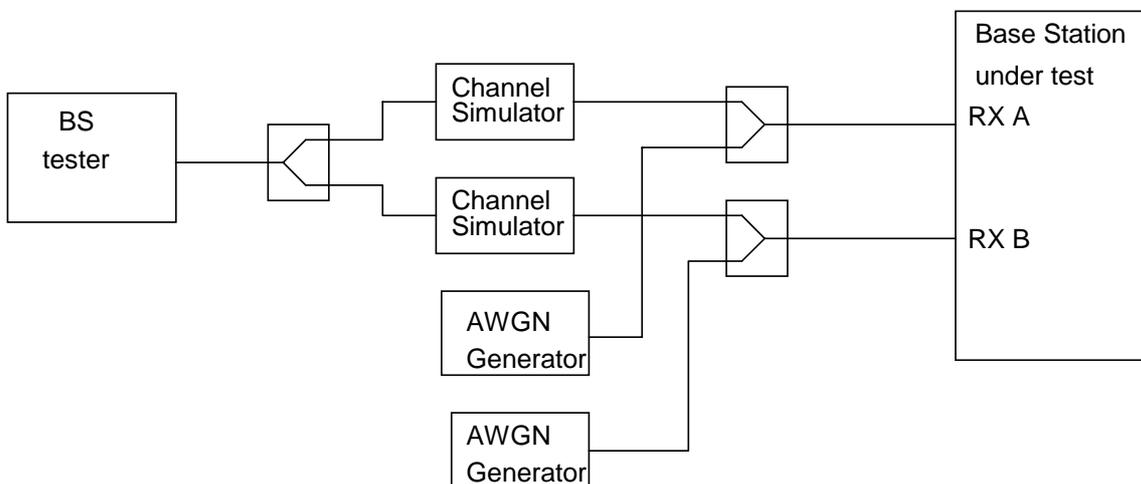 BS
tester
Channel
Simulator
Channel
Simulator
AWGN
Generator
AWGN
Generator
Base Station
under test
RX A
RX B